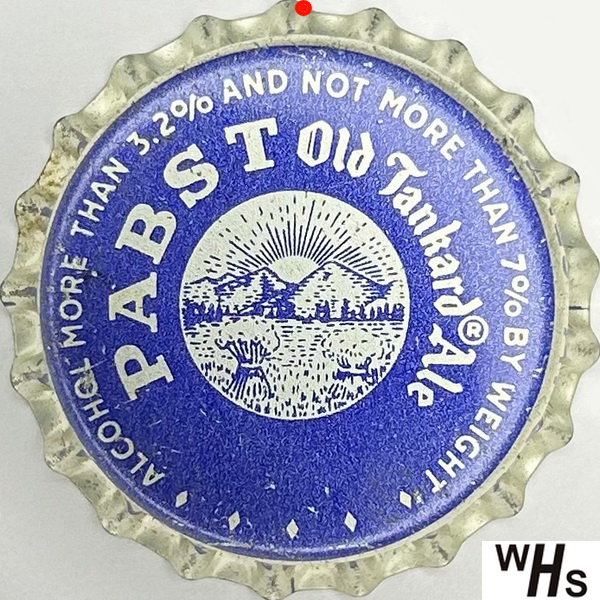 ALCOHOL MORE THAN 3.2% AND NOT MORE THAN 7% BY WEIGHT
PABST Old Tankard® Ale
WHS